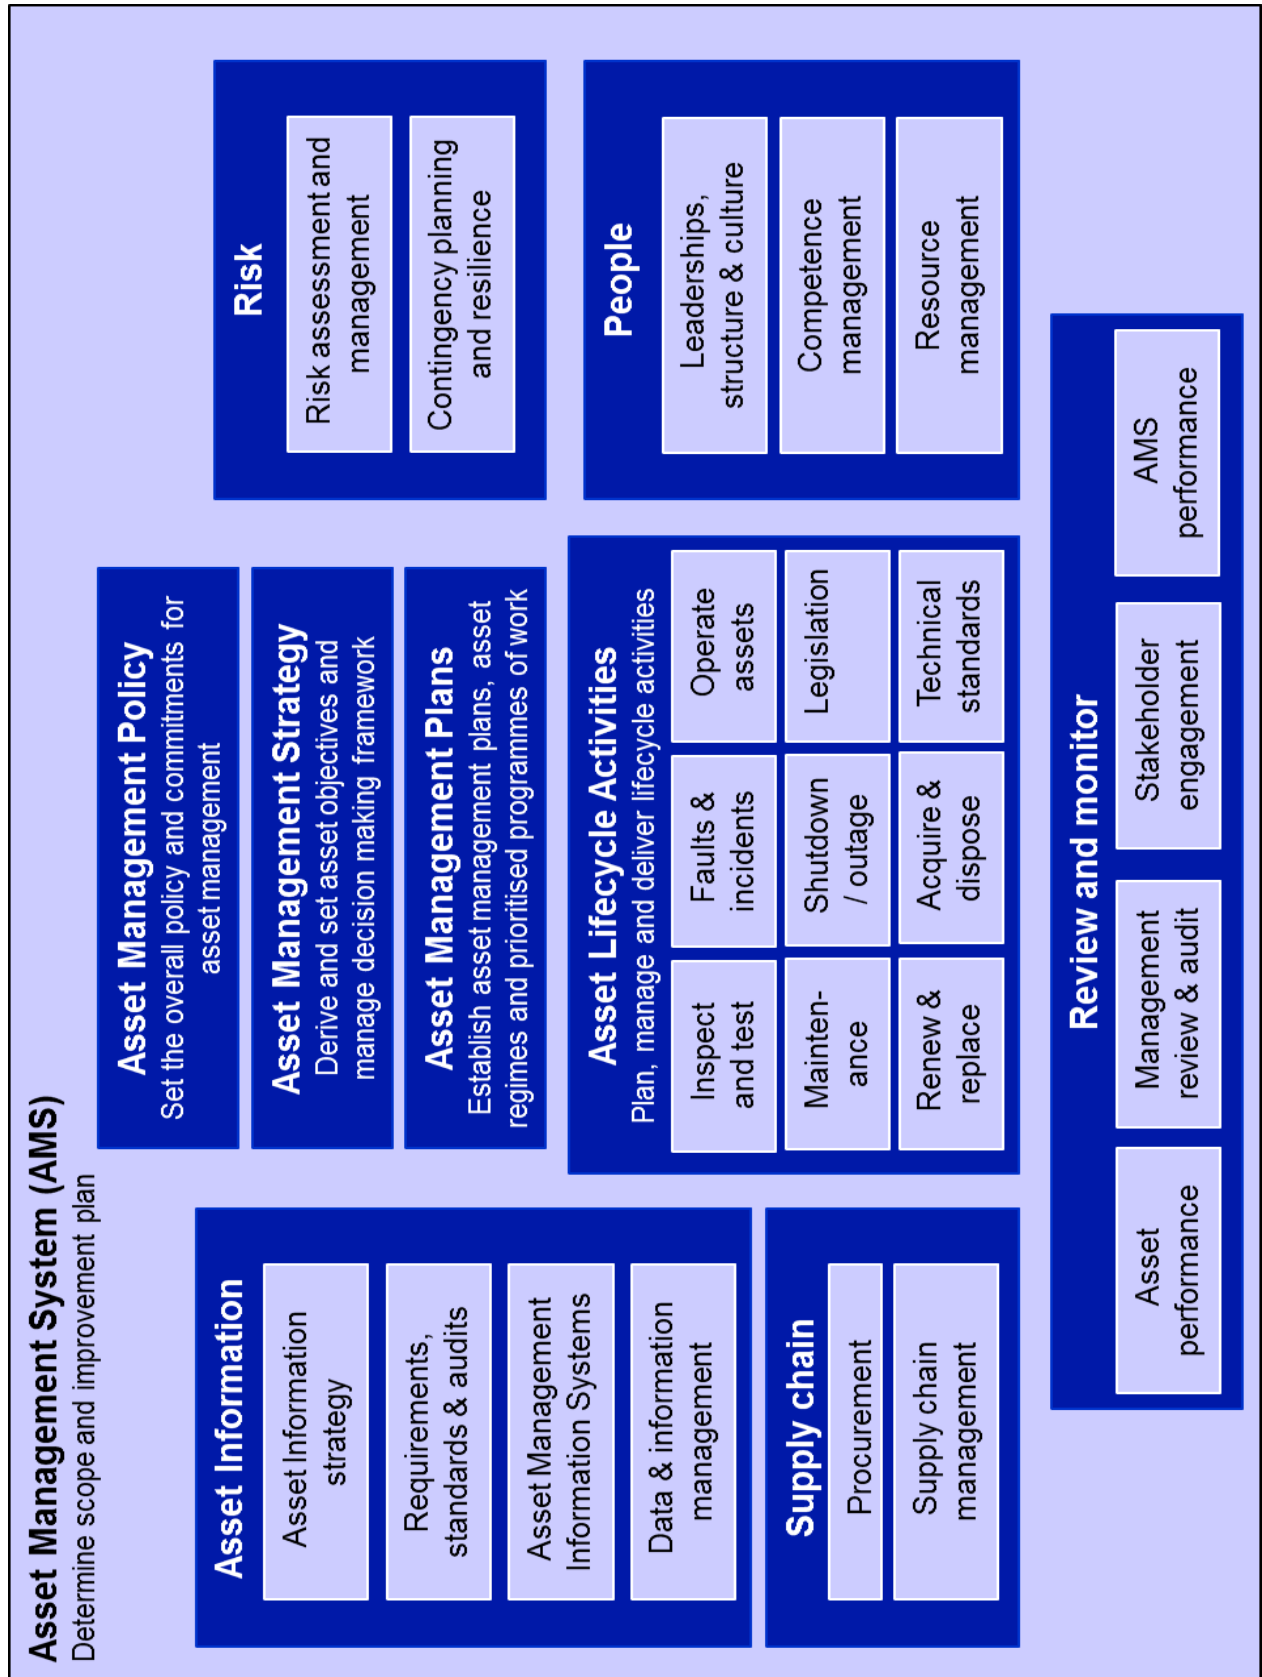 Asset Management System (AMS)
Determine scope and improvement plan
Asset Information
Asset Information
strategy
Requirements,
standards & audits
Asset Management
Information Systems
Data & information
management
Supply chain
Procurement
Supply chain
management
Asset Management Policy
Set the overall policy and commitments for
asset management
Asset Management Strategy
Derive and set asset objectives and
manage decision making framework
Asset Management Plans
Establish asset management plans, asset
regimes and prioritised programmes of work
Asset Lifecycle Activities
Plan, manage and deliver lifecycle activities
Inspect
and test
Faults &
incidents
Operate
assets
Mainten-
ance
Shutdown
/ outage
Legislation
Renew &
replace
Acquire &
dispose
Technical
standards
Risk
Risk assessment and
management
Contingency planning
and resilience
People
Leaderships,
structure & culture
Competence
management
Resource
management
Review and monitor
Asset
performance
Management
review & audit
Stakeholder
engagement
AMS
performance